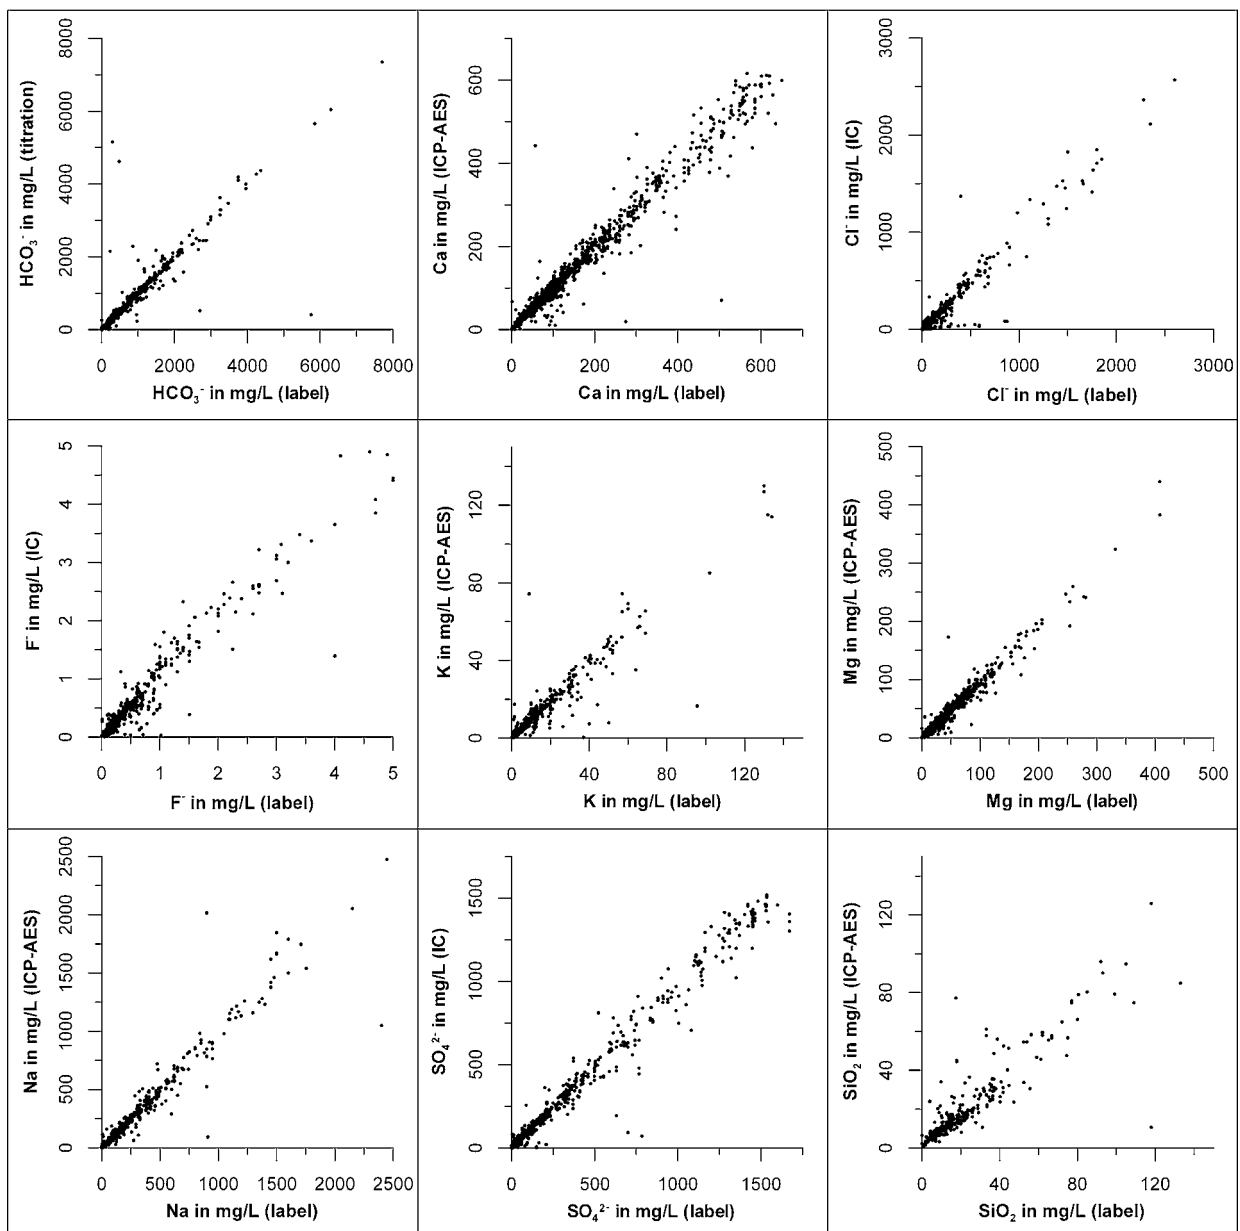 8000
6000
4000
2000
0
HCO₃⁻ in mg/L (titration)
0 2000 4000 6000 8000
HCO₃⁻ in mg/L (label)
600
400
200
0
Ca in mg/L (ICP-AES)
0 200 400 600
Ca in mg/L (label)
3000
2000
1000
0
Cl⁻ in mg/L (IC)
0 1000 2000 3000
Cl⁻ in mg/L (label)
5
4
3
2
1
0
F⁻ in mg/L (IC)
0 1 2 3 4 5
F⁻ in mg/L (label)
120
80
40
0
K in mg/L (ICP-AES)
0 40 80 120
K in mg/L (label)
500
400
300
200
100
0
Mg in mg/L (ICP-AES)
0 100 200 300 400 500
Mg in mg/L (label)
2500
2000
1500
1000
500
0
Na in mg/L (ICP-AES)
0 500 1000 1500 2000 2500
Na in mg/L (label)
1500
1000
500
0
SO₄²⁻ in mg/L (IC)
0 500 1000 1500
SO₄²⁻ in mg/L (label)
120
80
40
0
SiO₂ in mg/L (ICP-AES)
0 40 80 120
SiO₂ in mg/L (label)